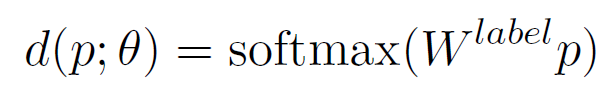 d(p; θ) = softmax(W^{label} p)